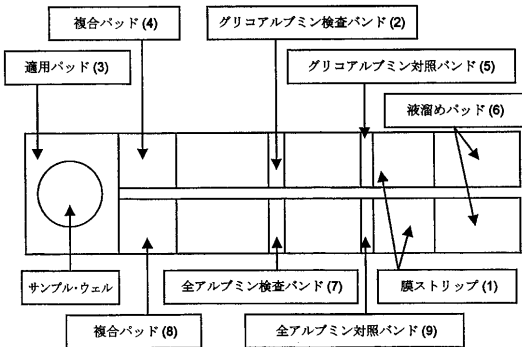 複合パッド (4)
グリコアルブミン検査バンド (2)
適用パッド (3)
グリコアルブミン対照バンド (5)
液溜めパッド (6)
サンプル・ウェル
全アルブミン検査バンド (7)
膜ストリップ (1)
複合パッド (8)
全アルブミン対照バンド (9)